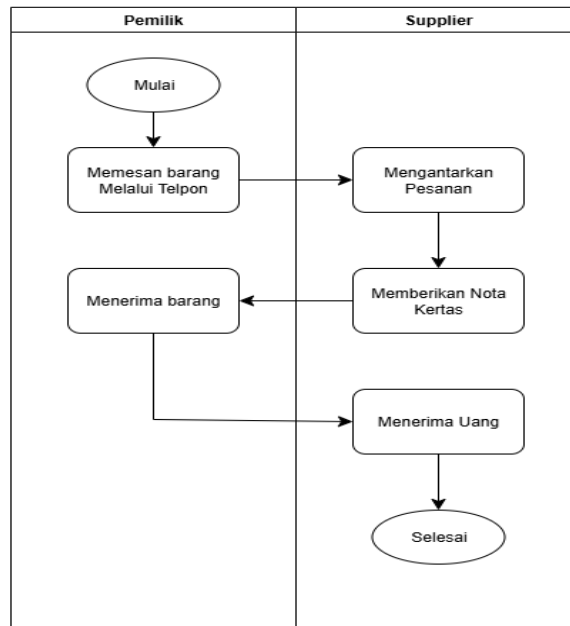 Pemilik
Supplier
Mulai
Memesan barang
Melalui Telpon
Mengantarkan
Pesanan
Menerima barang
Memberikan Nota
Kertas
Menerima Uang
Selesai